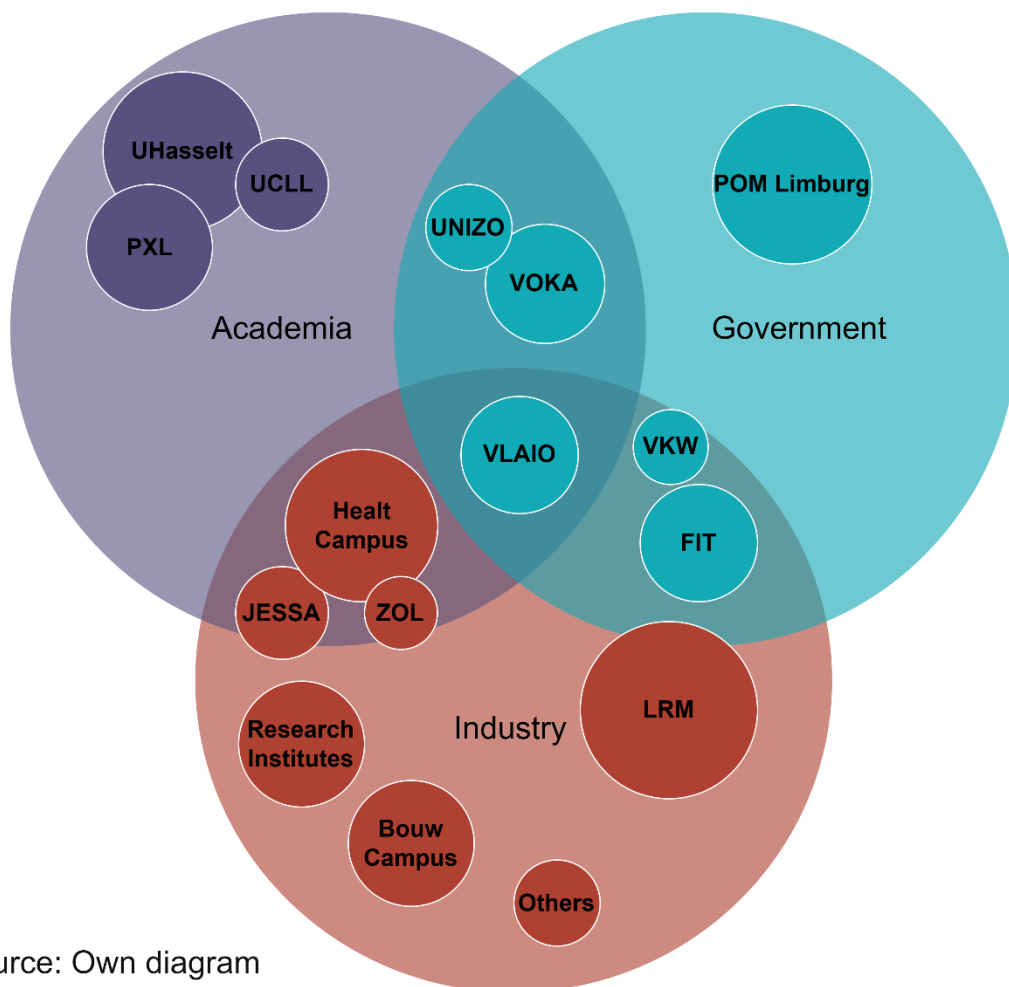 UHasselt
UCLL
PXL
UNIZO
VOKA
POM Limburg
Academia
Government
VLAIO
VKW
Healt
Campus
FIT
JESSA
ZOL
LRM
Research
Institutes
Industry
Bouw
Campus
Others
urce: Own diagram